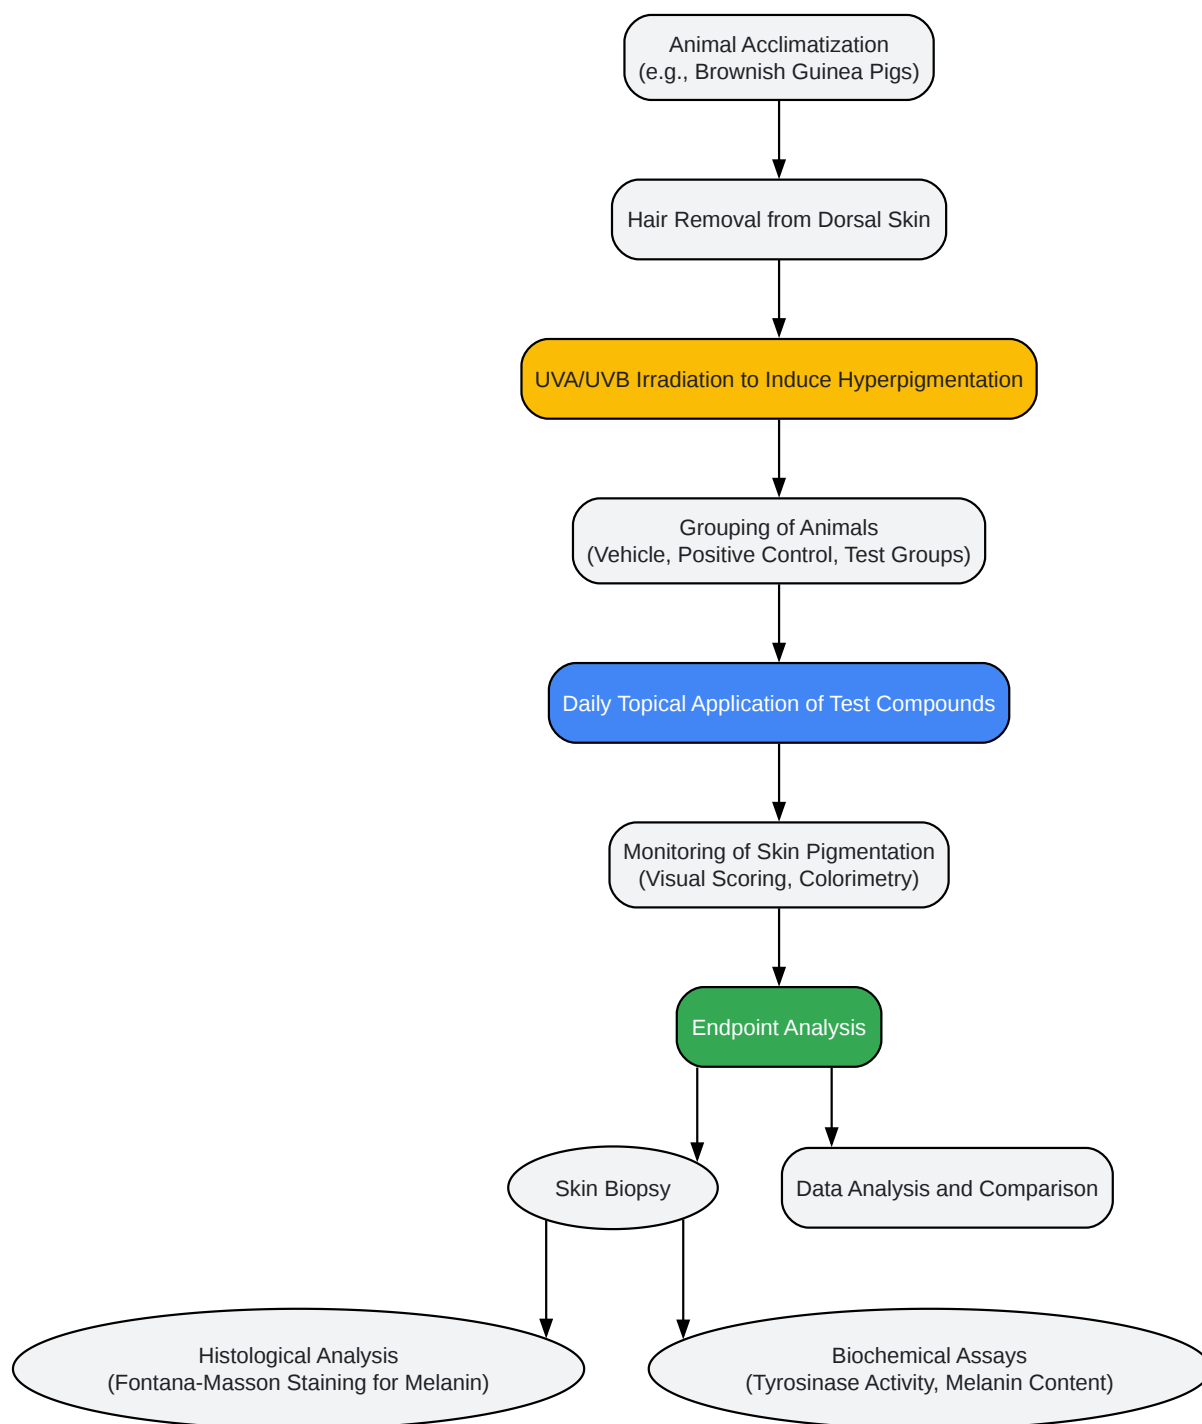 Animal Acclimatization
(e.g., Brownish Guinea Pigs)
Hair Removal from Dorsal Skin
UVA/UVB Irradiation to Induce Hyperpigmentation
Grouping of Animals
(Vehicle, Positive Control, Test Groups)
Daily Topical Application of Test Compounds
Monitoring of Skin Pigmentation
(Visual Scoring, Colorimetry)
Endpoint Analysis
Skin Biopsy
Data Analysis and Comparison
Histological Analysis
(Fontana-Masson Staining for Melanin)
Biochemical Assays
(Tyrosinase Activity, Melanin Content)